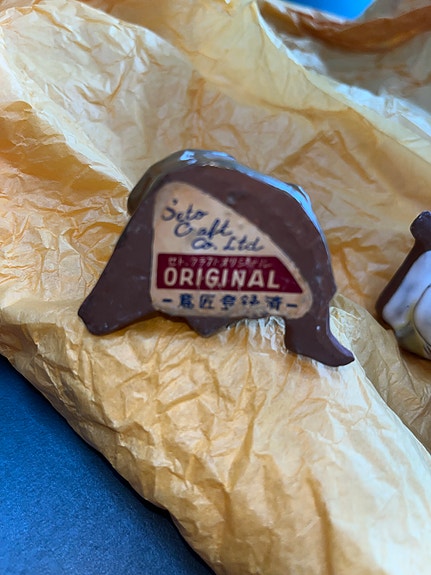 Seto
Craft
Co. Ltd
セト.クラフトオリジナル
ORIGINAL
-意匠登録済-